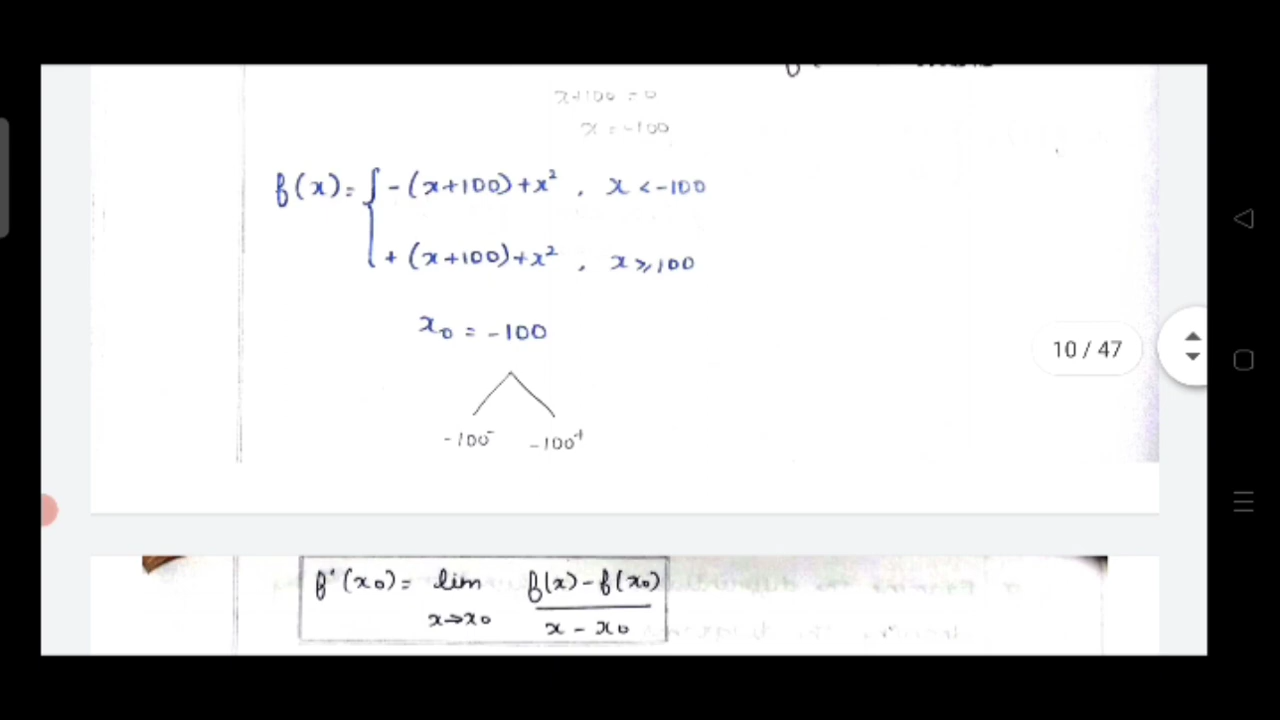 x+100 = 0
x = -100
f(x) = { -(x+100)+x² , x < -100
+ (x+100)+x² , x ⩾ 100
x₀ = -100
10 / 47
-100⁻ -100⁺
f'(x₀) = lim f(x) - f(x₀)
x→x₀ x - x₀